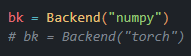 bk = Backend("numpy")
# bk = Backend("torch")